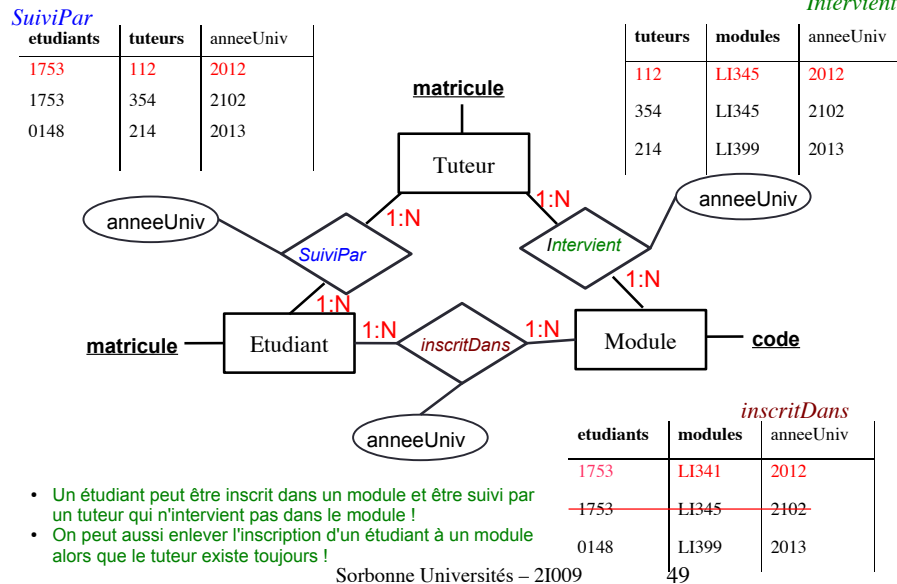 SuiviPar
etudiants tuteurs anneeUniv
1753 112 2012
1753 354 2102
0148 214 2013
Intervient
tuteurs modules anneeUniv
112 LI345 2012
354 LI345 2102
214 LI399 2013
matricule
Tuteur
anneeUniv
1:N
1:N
anneeUniv
SuiviPar
Intervient
1:N
1:N
matricule
Etudiant
1:N
inscritDans
1:N
Module
code
anneeUniv
inscritDans
etudiants modules anneeUniv
1753 LI341 2012
1753 LI345 2102
0148 LI399 2013
• Un étudiant peut être inscrit dans un module et être suivi par
un tuteur qui n'intervient pas dans le module !
• On peut aussi enlever l'inscription d'un étudiant à un module
alors que le tuteur existe toujours !
Sorbonne Universités – 2I009 49